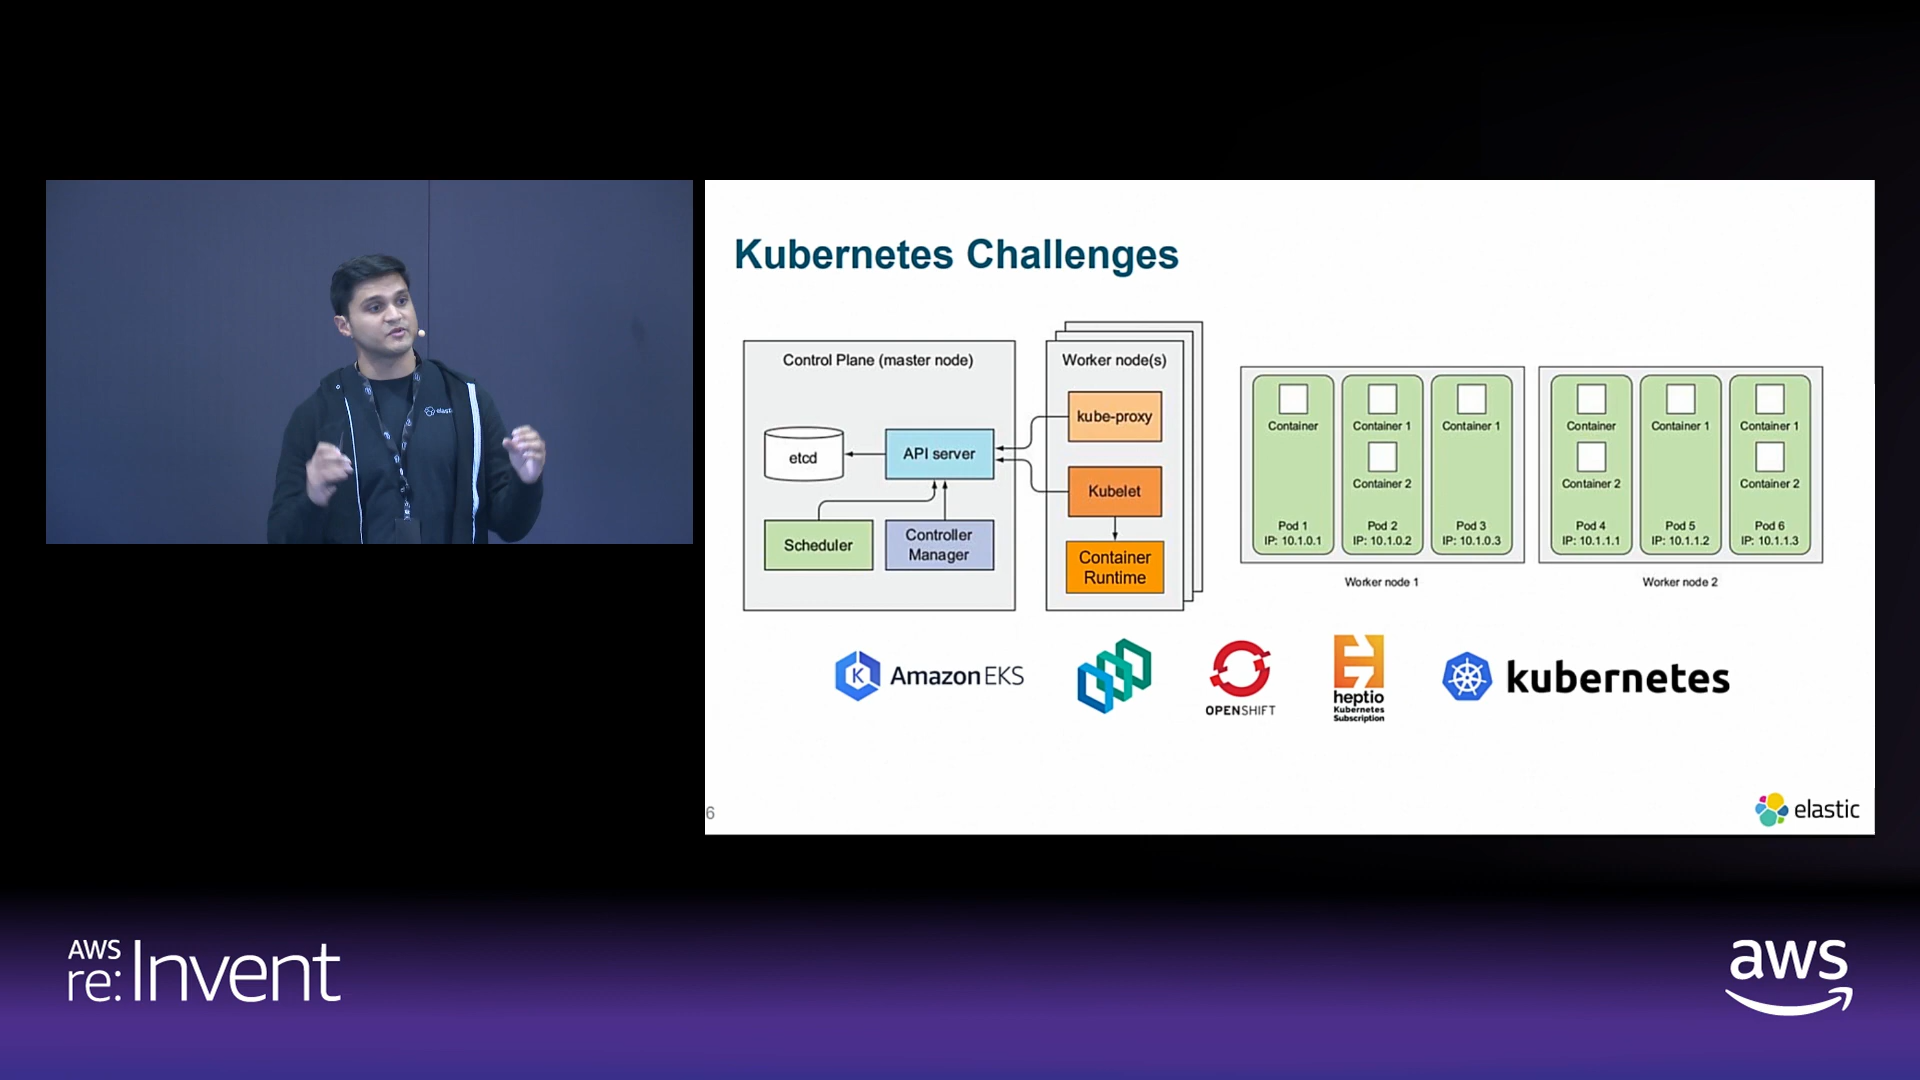 elastic
Kubernetes Challenges
Control Plane (master node)
etcd
API server
Scheduler
Controller
Manager
Worker node(s)
kube-proxy
Kubelet
Container
Runtime
Container
Pod 1
IP: 10.1.0.1
Container 1
Container 2
Pod 2
IP: 10.1.0.2
Container 1
Pod 3
IP: 10.1.0.3
Worker node 1
Container
Container 2
Pod 4
IP: 10.1.1.1
Container 1
Pod 5
IP: 10.1.1.2
Container 1
Container 2
Pod 6
IP: 10.1.1.3
Worker node 2
K
Amazon EKS
OPENSHIFT
heptio
Kubernetes
Subscription
kubernetes
6
elastic
AWS
re:Invent
aws